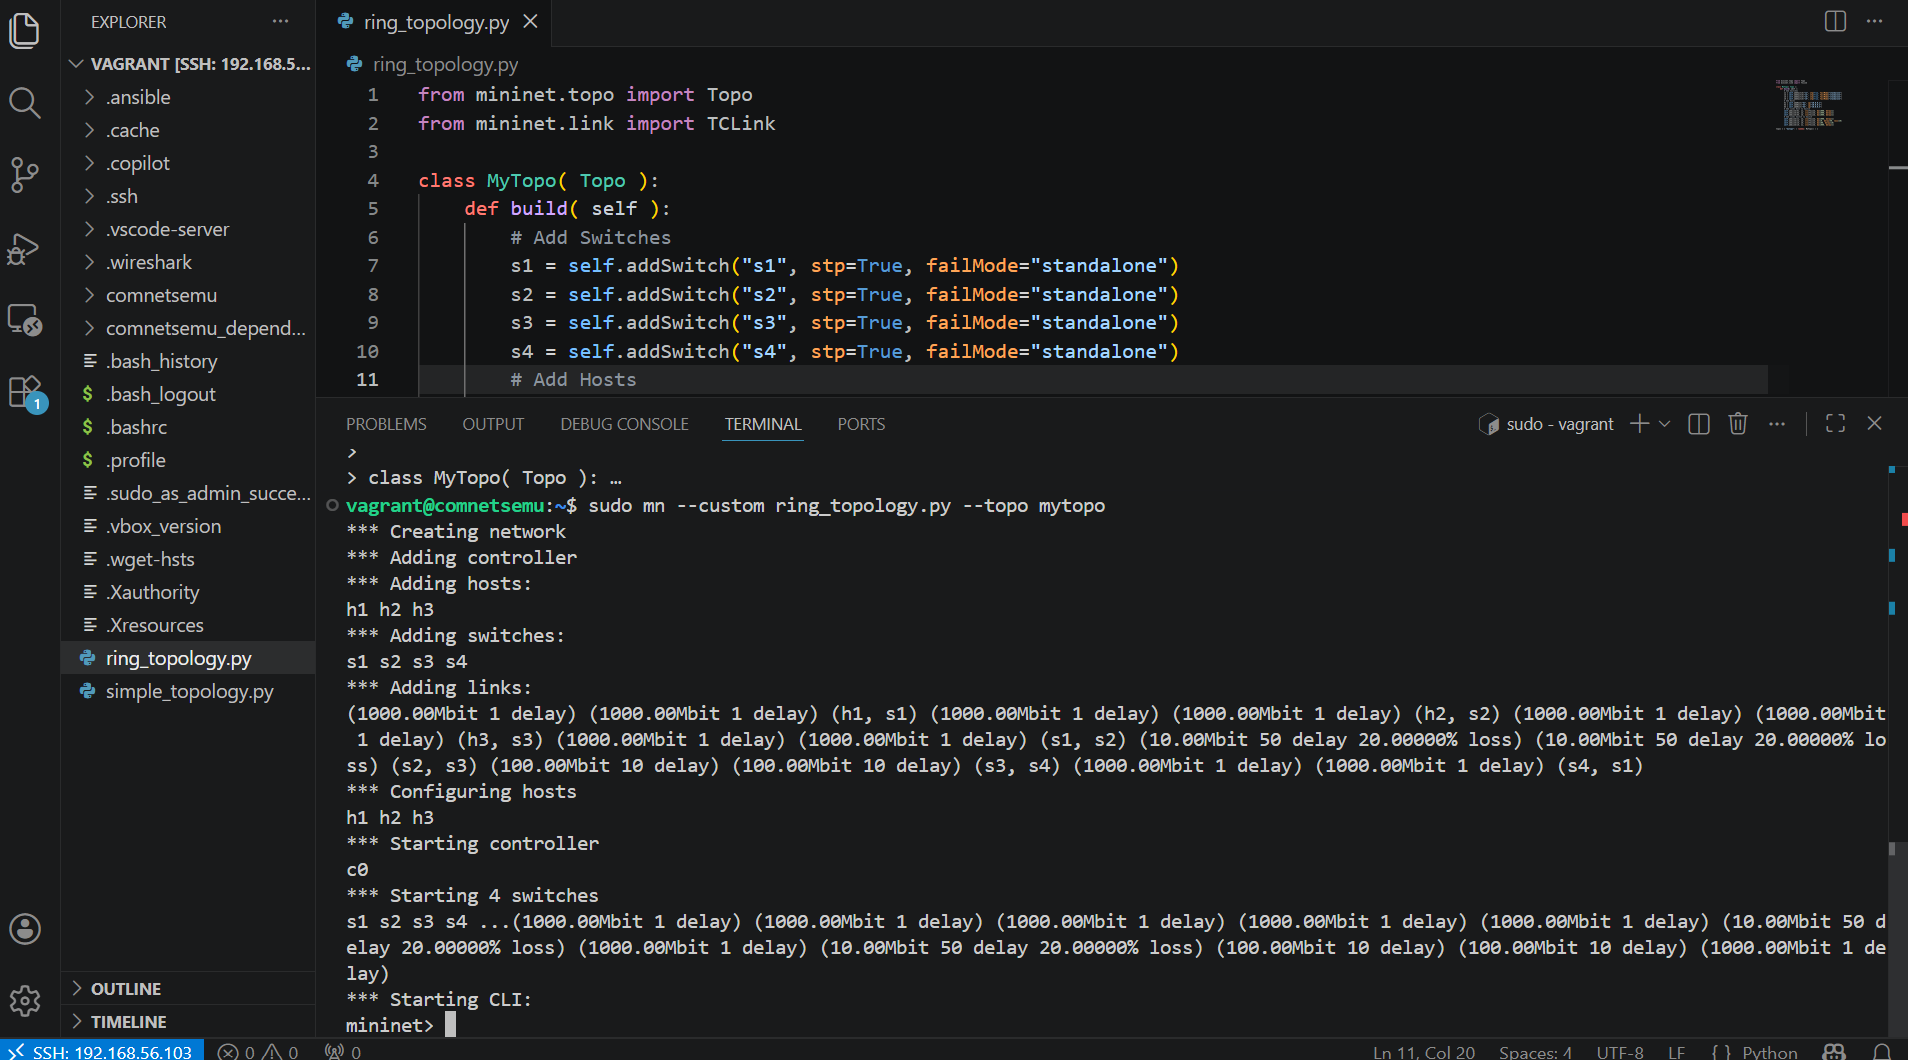 EXPLORER
VAGRANT [SSH: 192.168.5...
.ansible
.cache
.copilot
.ssh
.vscode-server
.wireshark
comnetsemu
comnetsemu_depend...
.bash_history
$ .bash_logout
$ .bashrc
$ .profile
.sudo_as_admin_succe...
.vbox_version
.wget-hsts
.Xauthority
.Xresources
ring_topology.py
simple_topology.py
OUTLINE
TIMELINE
1
ring_topology.py
ring_topology.py
1 from mininet.topo import Topo
2 from mininet.link import TCLink
3
4 class MyTopo( Topo ):
5     def build( self ):
6         # Add Switches
7         s1 = self.addSwitch("s1", stp=True, failMode="standalone")
8         s2 = self.addSwitch("s2", stp=True, failMode="standalone")
9         s3 = self.addSwitch("s3", stp=True, failMode="standalone")
10         s4 = self.addSwitch("s4", stp=True, failMode="standalone")
11         # Add Hosts
PROBLEMS OUTPUT DEBUG CONSOLE TERMINAL PORTS
sudo - vagrant
>
> class MyTopo( Topo ): …
vagrant@comnetsemu:~$ sudo mn --custom ring_topology.py --topo mytopo
*** Creating network
*** Adding controller
*** Adding hosts:
h1 h2 h3
*** Adding switches:
s1 s2 s3 s4
*** Adding links:
(1000.00Mbit 1 delay) (1000.00Mbit 1 delay) (h1, s1) (1000.00Mbit 1 delay) (1000.00Mbit 1 delay) (h2, s2) (1000.00Mbit 1 delay) (1000.00Mbit
 1 delay) (h3, s3) (1000.00Mbit 1 delay) (1000.00Mbit 1 delay) (s1, s2) (10.00Mbit 50 delay 20.00000% loss) (10.00Mbit 50 delay 20.00000% lo
ss) (s2, s3) (100.00Mbit 10 delay) (100.00Mbit 10 delay) (s3, s4) (1000.00Mbit 1 delay) (1000.00Mbit 1 delay) (s4, s1)
*** Configuring hosts
h1 h2 h3
*** Starting controller
c0
*** Starting 4 switches
s1 s2 s3 s4 ...(1000.00Mbit 1 delay) (1000.00Mbit 1 delay) (1000.00Mbit 1 delay) (1000.00Mbit 1 delay) (1000.00Mbit 1 delay) (10.00Mbit 50 d
elay 20.00000% loss) (1000.00Mbit 1 delay) (10.00Mbit 50 delay 20.00000% loss) (100.00Mbit 10 delay) (100.00Mbit 10 delay) (1000.00Mbit 1 de
lay)
*** Starting CLI:
mininet>
SSH: 192.168.56.103 0 0 0
Ln 11, Col 20 Spaces: 4 UTF-8 LF { } Python